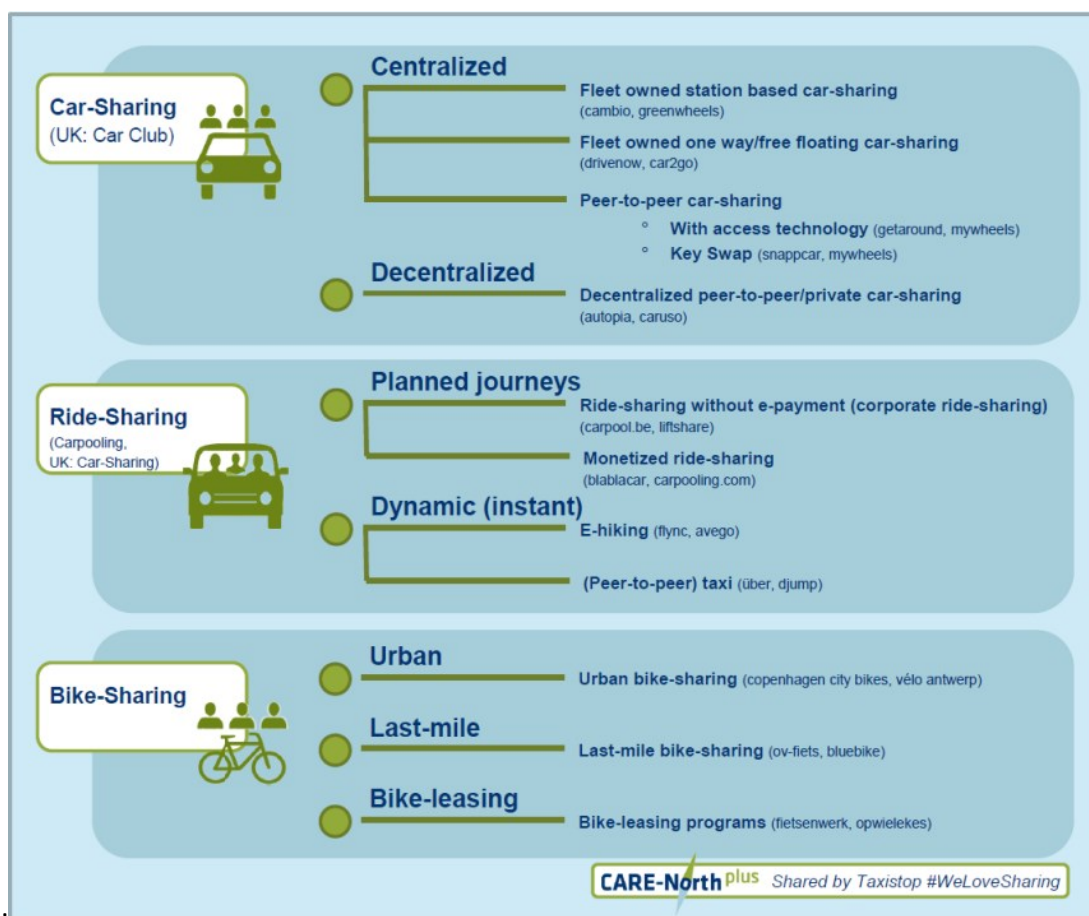 Car-Sharing
(UK: Car Club)
Centralized
Fleet owned station based car-sharing
(cambio, greenwheels)
Fleet owned one way/free floating car-sharing
(drivenow, car2go)
Peer-to-peer car-sharing
° With access technology (getaround, mywheels)
° Key Swap (snappcar, mywheels)
Decentralized
Decentralized peer-to-peer/private car-sharing
(autopia, caruso)
Ride-Sharing
(Carpooling,
UK: Car-Sharing)
Planned journeys
Ride-sharing without e-payment (corporate ride-sharing)
(carpool.be, liftshare)
Monetized ride-sharing
(blablacar, carpooling.com)
Dynamic (instant)
E-hiking (flync, avego)
(Peer-to-peer) taxi (über, djump)
Bike-Sharing
Urban
Urban bike-sharing (copenhagen city bikes, vélo antwerp)
Last-mile
Last-mile bike-sharing (ov-fiets, bluebike)
Bike-leasing
Bike-leasing programs (fietsenwerk, opwielekes)
CARE-North plus Shared by Taxistop #WeLoveSharing
.